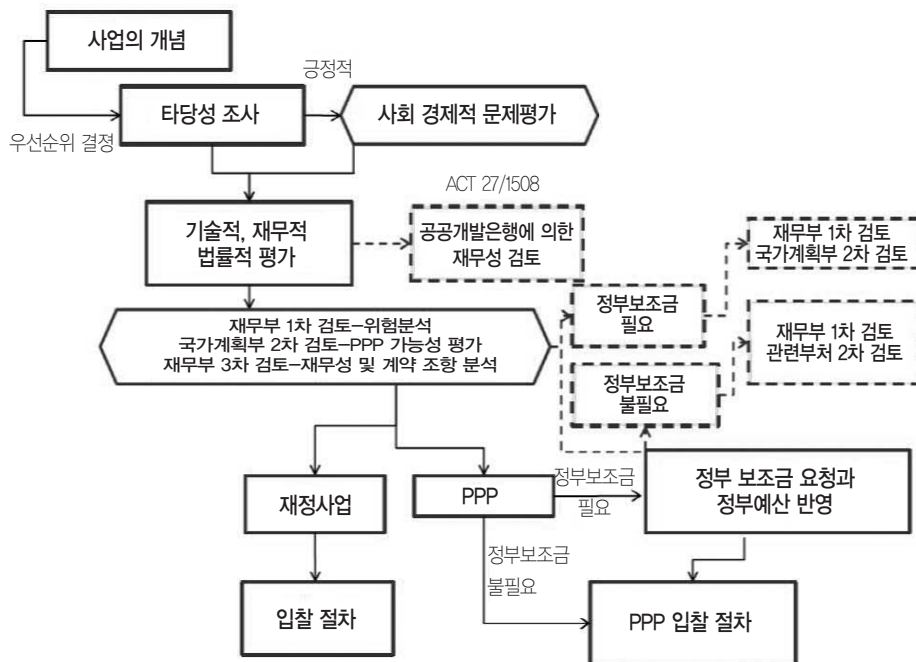 사업의 개념
긍정적
타당성 조사
사회 경제적 문제평가
우선순위 결졍
ACT 27/1508
기술적, 재무적
법률적 평가
공공개발은행에 의한
재무성 검토
재무부 1차 검토
국가계획부 2차 검토
정부보조금
필요
재무부 1차 검토-위험분석
국가계획부 2차 검토-PPP 가능성 평가
재무부 3차 검토-재무성 및 계약 조항 분석
재무부 1차 검토
관련부처 2차 검토
정부보조금
불필요
재정사업
PPP
정부보조금
필요
정부 보조금 요청과
정부예산 반영
정부보조금
불필요
입찰 절차
PPP 입찰 절차